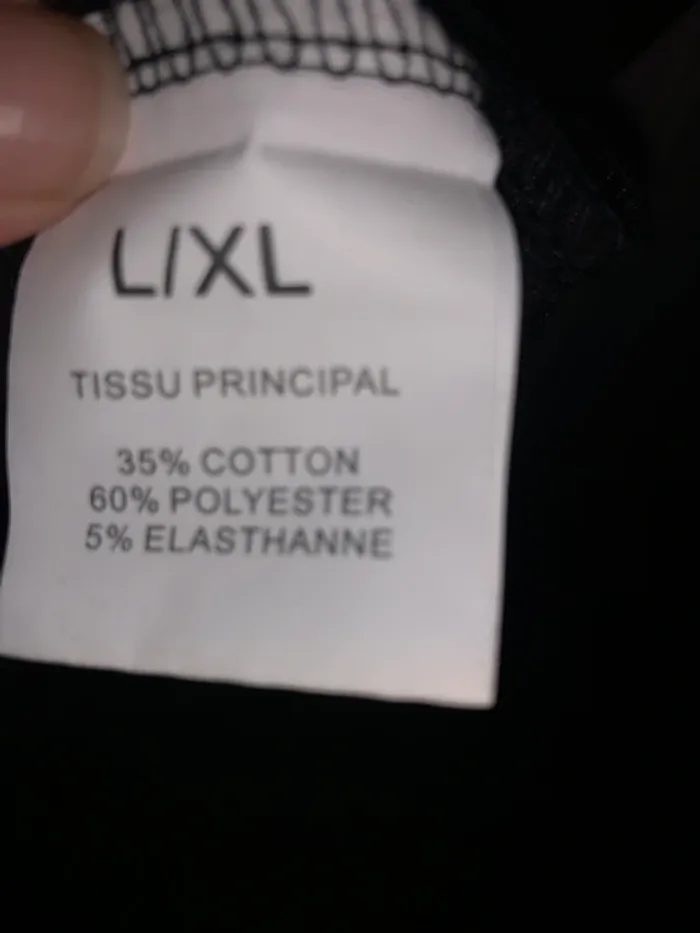 L/XL
TISSU PRINCIPAL
35% COTTON
60% POLYESTER
5% ELASTHANNE